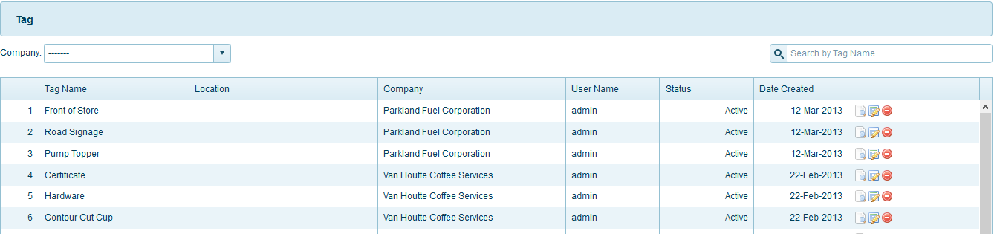 Tag
Company: ------- Search by Tag Name
Tag Name Location Company User Name Status Date Created
1 Front of Store Parkland Fuel Corporation admin Active 12-Mar-2013
2 Road Signage Parkland Fuel Corporation admin Active 12-Mar-2013
3 Pump Topper Parkland Fuel Corporation admin Active 12-Mar-2013
4 Certificate Van Houtte Coffee Services admin Active 22-Feb-2013
5 Hardware Van Houtte Coffee Services admin Active 22-Feb-2013
6 Contour Cut Cup Van Houtte Coffee Services admin Active 22-Feb-2013